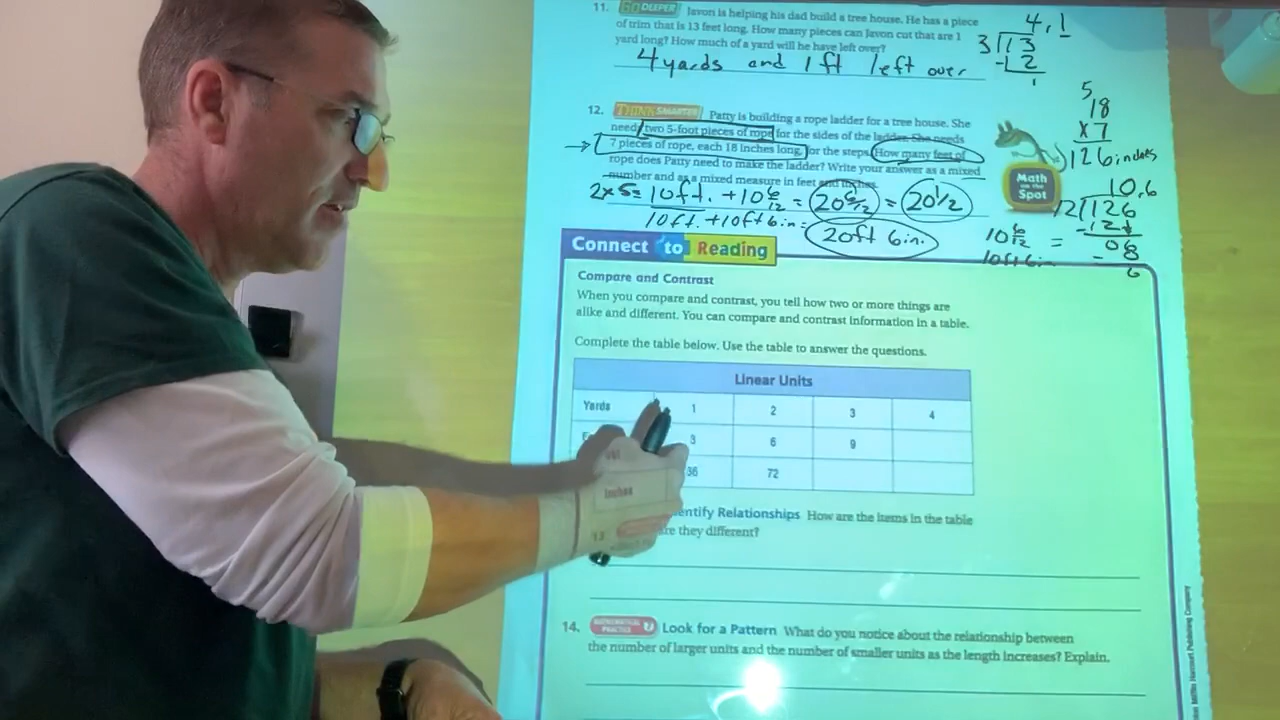 11. GO DEEPER Javon is helping his dad build a tree house. He has a piece
of trim that is 13 feet long. How many pieces can Javon cut that are 1
yard long? How much of a yard will he have left over?
4 yards and 1 ft left over
4,1
3 13
-12
1
12. THINK SMARTER Patty is building a rope ladder for a tree house. She
needs two 5-foot pieces of rope for the sides of the ladder. She needs
7 pieces of rope, each 18 inches long, for the steps. How many feet of
rope does Patty need to make the ladder? Write your answer as a mixed
number and as a mixed measure in feet and inches.
2x5=10ft. +10 6/12 = 20 6/12 = 20 1/2
10ft +10ft 6in.= 20ft 6in.
5
18
x7
126 inches
Math
on the
Spot
10,6
12 126
-12
06
-0
6
10 6/12 =
10ft 6in
Connect to Reading
Compare and Contrast
When you compare and contrast, you tell how two or more things are
alike and different. You can compare and contrast information in a table.
Complete the table below. Use the table to answer the questions.
Linear Units
Yards 1 2 3 4
3 6 9
Inches 36 72
13
entify Relationships How are the items in the table
re they different?
14. MATHEMATICAL PRACTICE 7 Look for a Pattern What do you notice about the relationship between
the number of larger units and the number of smaller units as the length increases? Explain.
Mifflin Harcourt Publishing Company